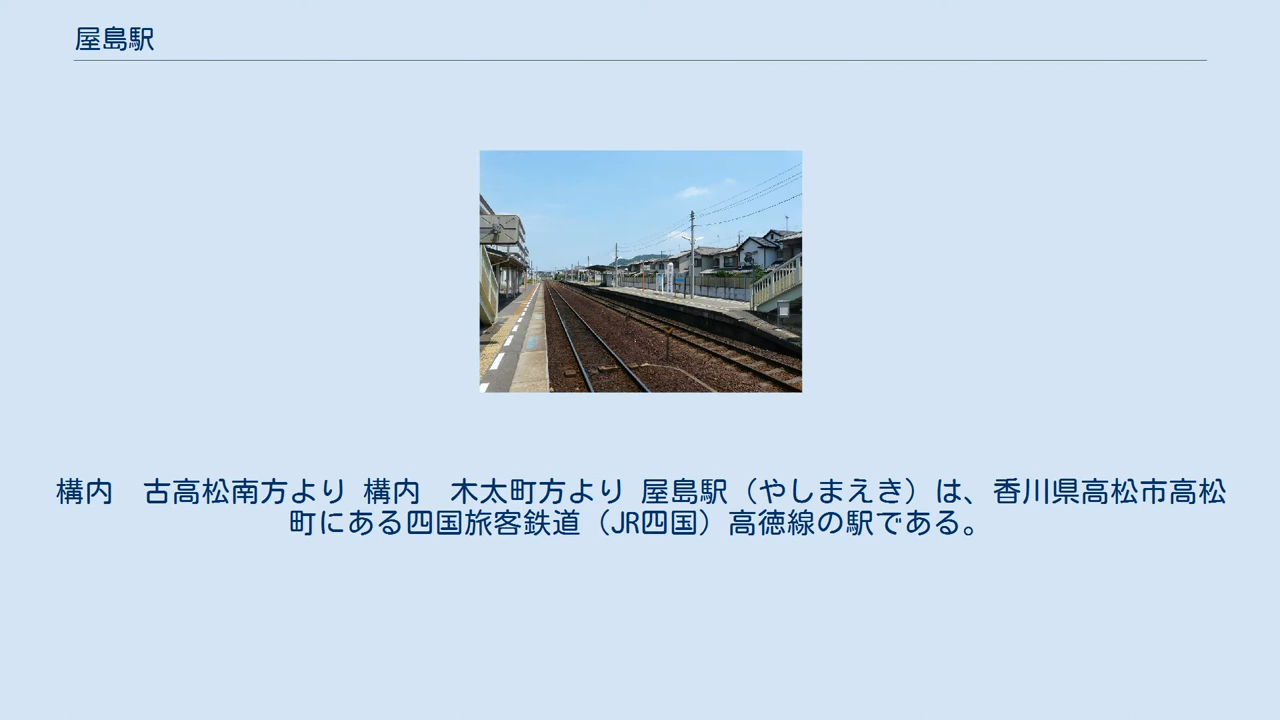 屋島駅
構内　古高松南方より 構内　木太町方より 屋島駅（やしまえき）は、香川県高松市高松
町にある四国旅客鉄道（JR四国）高徳線の駅である。